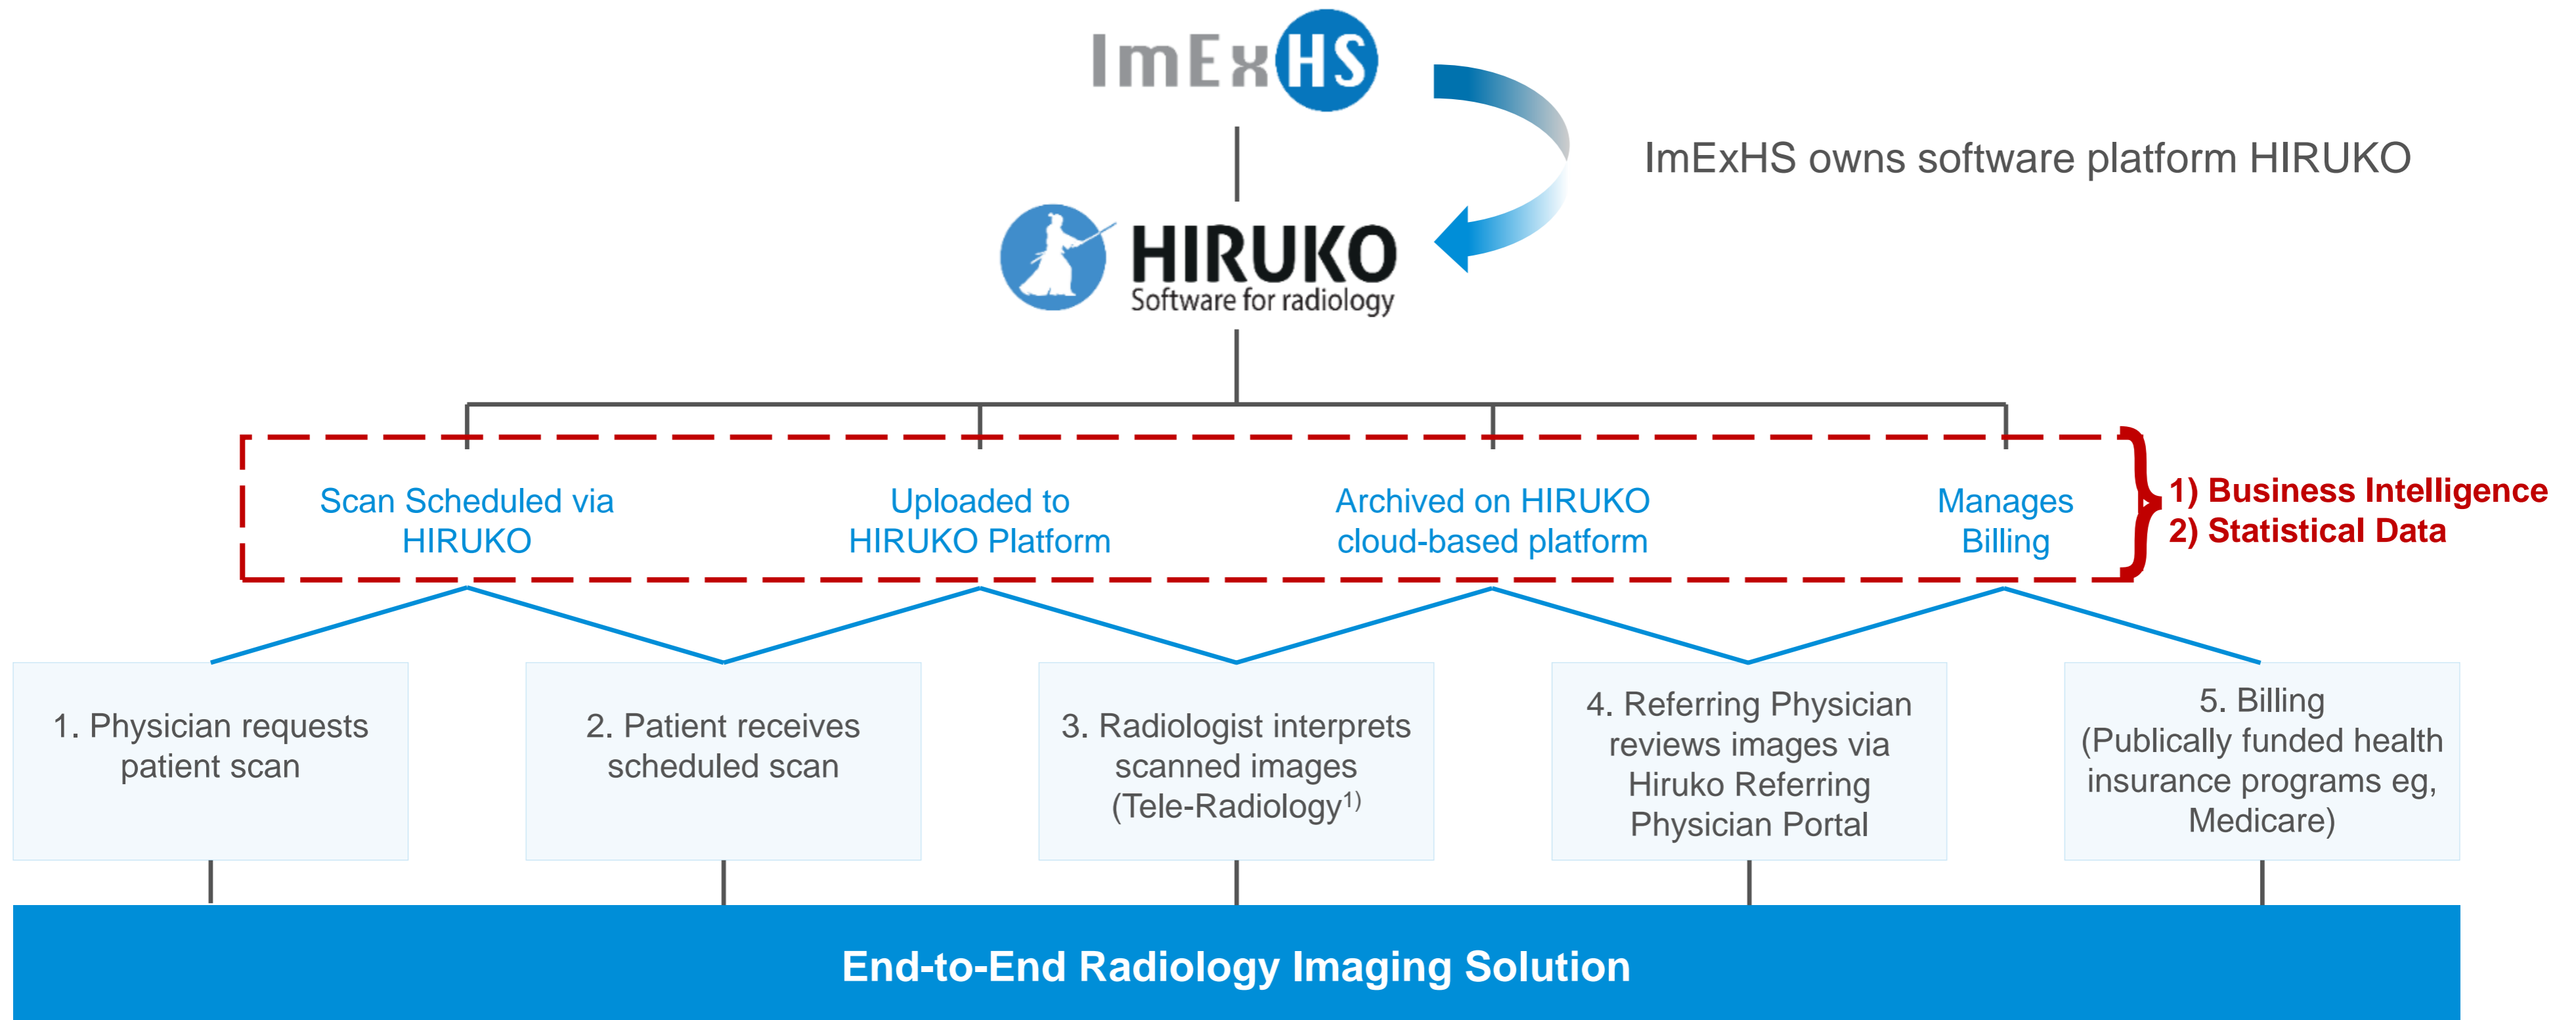 ImExHS
ImExHS owns software platform HIRUKO
HIRUKO
Software for radiology
Scan Scheduled via
HIRUKO
Uploaded to
HIRUKO Platform
Archived on HIRUKO
cloud-based platform
Manages
Billing
1) Business Intelligence
2) Statistical Data
1. Physician requests
patient scan
2. Patient receives
scheduled scan
3. Radiologist interprets
scanned images
(Tele-Radiology¹⁾
4. Referring Physician
reviews images via
Hiruko Referring
Physician Portal
5. Billing
(Publically funded health
insurance programs eg,
Medicare)
End-to-End Radiology Imaging Solution